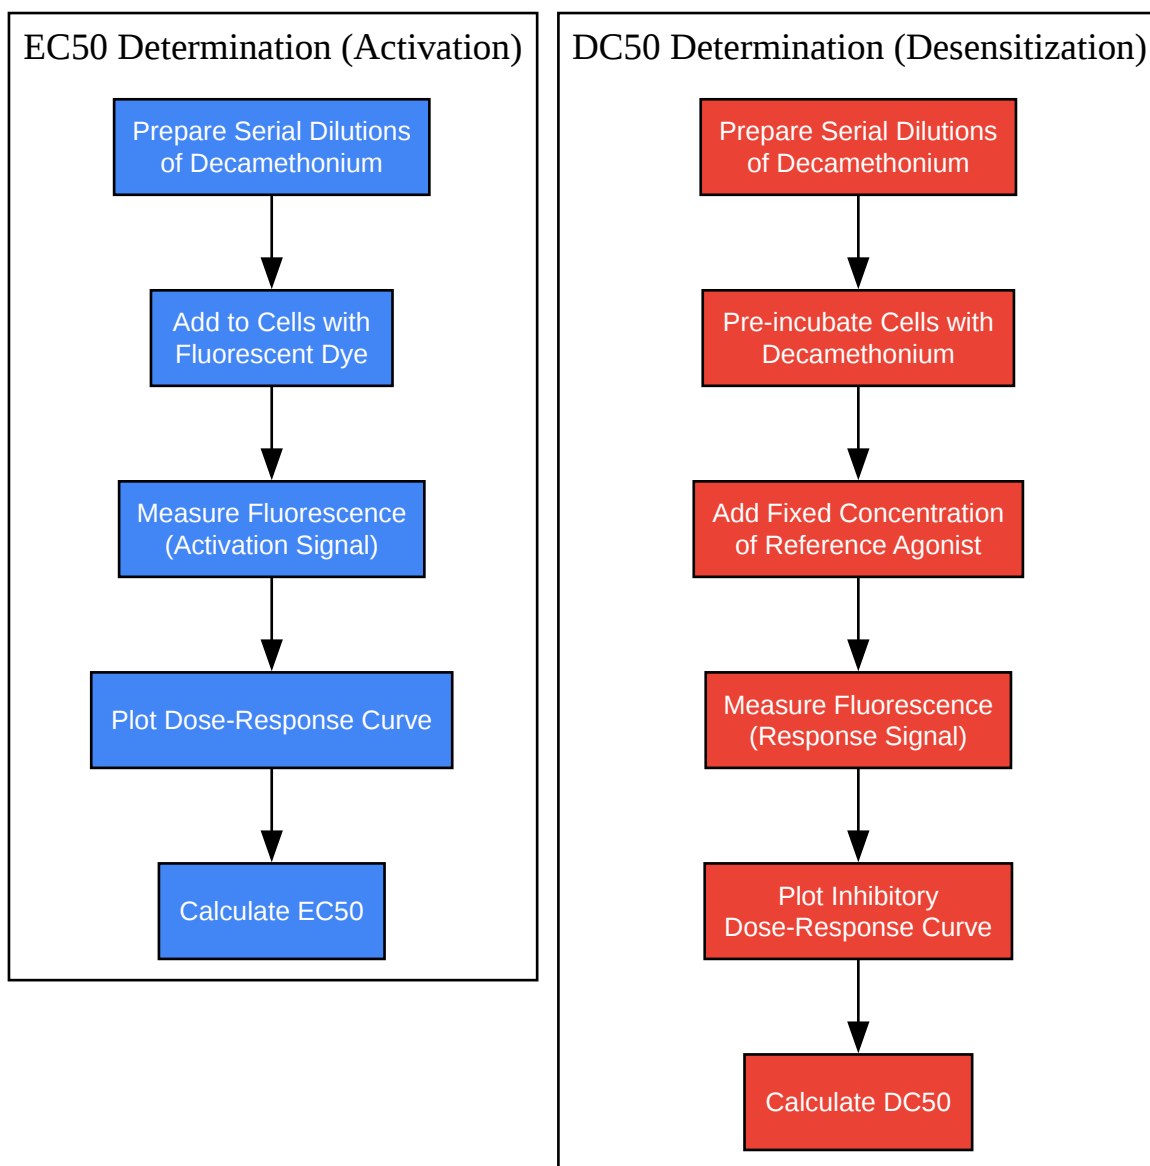 EC50 Determination (Activation)
Prepare Serial Dilutions
of Decamethonium
Add to Cells with
Fluorescent Dye
Measure Fluorescence
(Activation Signal)
Plot Dose-Response Curve
Calculate EC50
DC50 Determination (Desensitization)
Prepare Serial Dilutions
of Decamethonium
Pre-incubate Cells with
Decamethonium
Add Fixed Concentration
of Reference Agonist
Measure Fluorescence
(Response Signal)
Plot Inhibitory
Dose-Response Curve
Calculate DC50